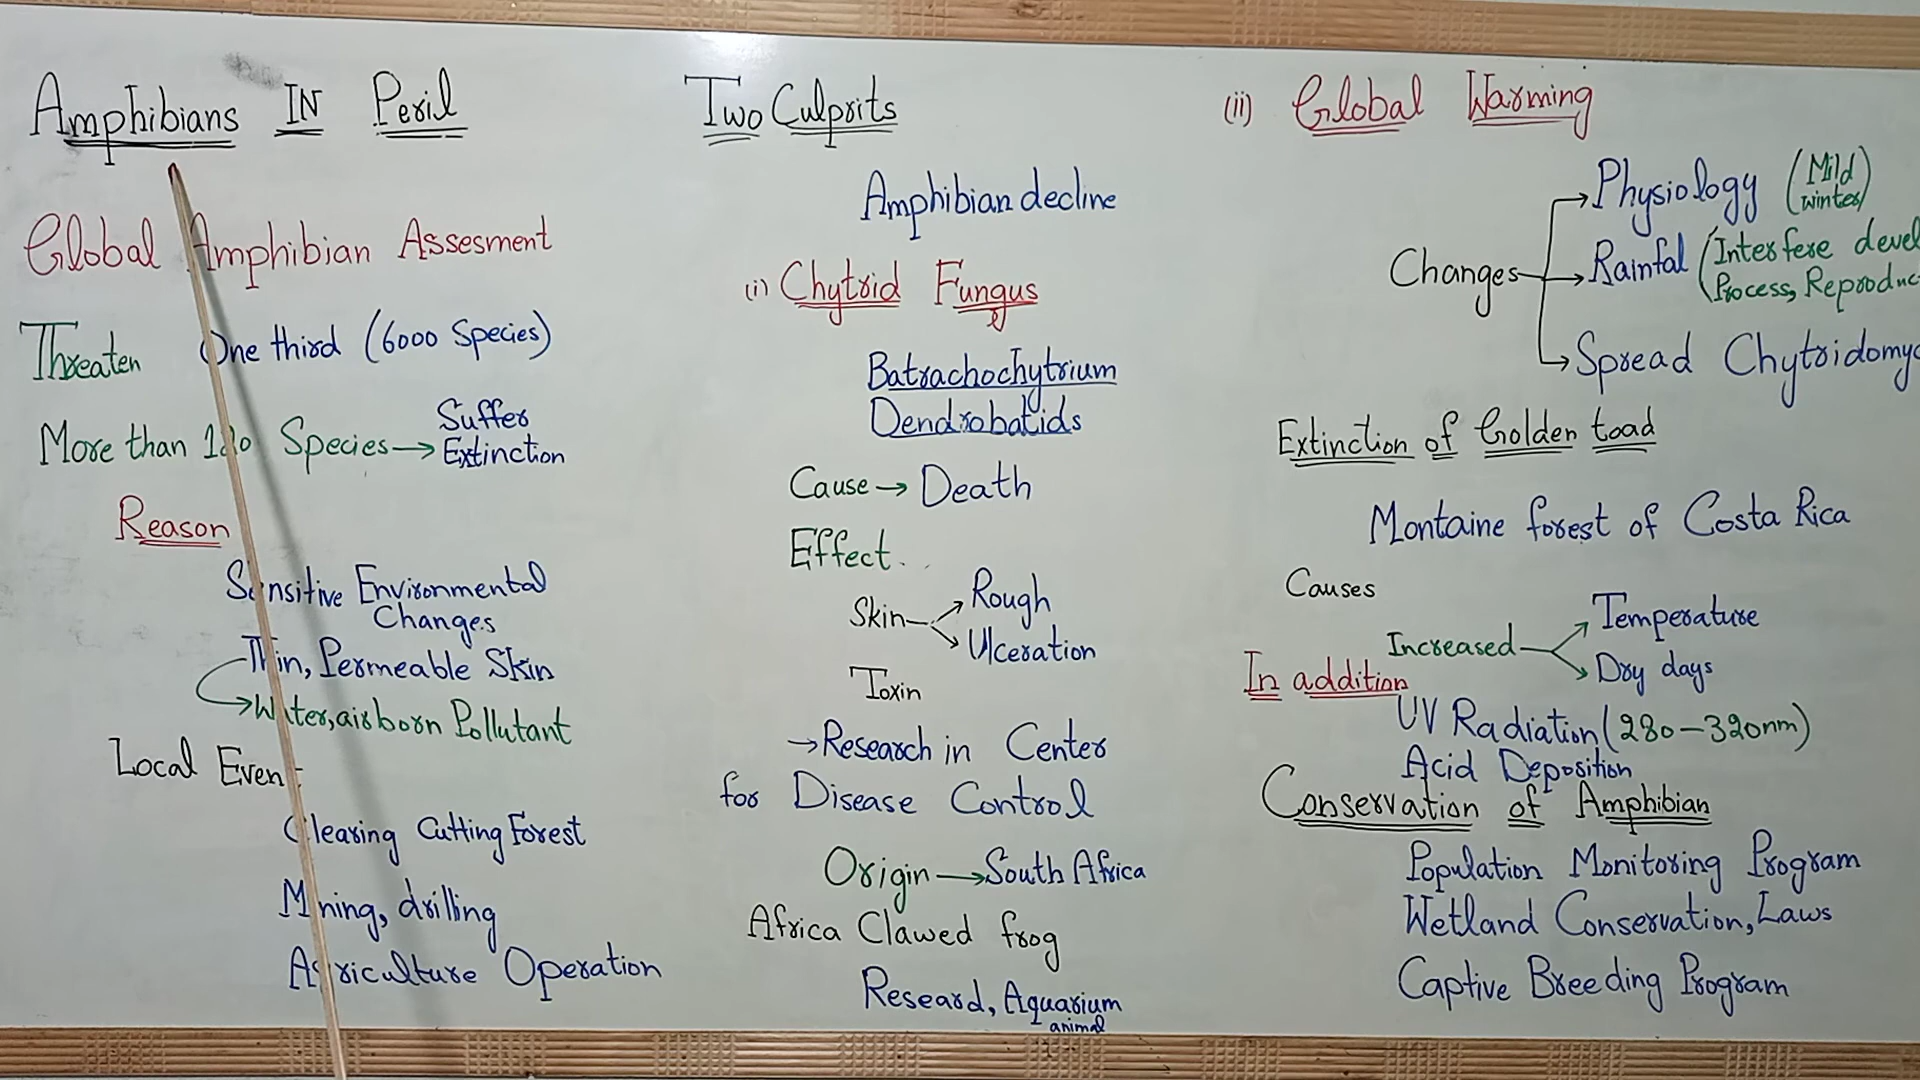 Amphibians IN Peril
Global Amphibian Assesment
Threaten One third (6000 Species)
More than 120 Species → Suffer
Extinction
Reason
Sensitive Environmental
Changes
Thin, Permeable Skin
→ Water, airborn Pollutant
Local Event
Clearing Cutting Forest
Mining, drilling
Agriculture Operation
Two Culprits
Amphibian decline
(i) Chytrid Fungus
Batrachochytrium
Dendrobatids
Cause → Death
Effect
Skin → Rough
→ Ulceration
Toxin
→ Research in Center
for Disease Control
Origin → South Africa
Africa Clawed frog
Researd, Aquarium
animal
(ii) Global Warming
Changes → Physiology (Mild
winter)
→ Rainfal (Interfere devel
Process, Reproduc
→ Spread Chytridomyc
Extinction of Golden toad
Montaine forest of Costa Rica
Causes
Increased → Temperature
→ Dry days
In addition
UV Radiation (280-320nm)
Acid Deposition
Conservation of Amphibian
Population Monitoring Program
Wetland Conservation, Laws
Captive Breeding Program